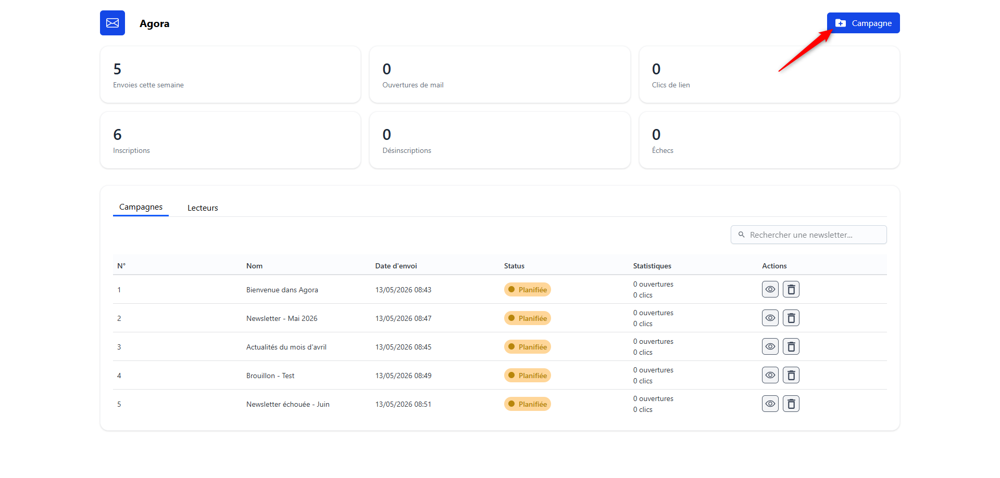 Agora
Campagne
5
Envoies cette semaine
0
Ouvertures de mail
0
Clics de lien
6
Inscriptions
0
Désinscriptions
0
Échecs
Campagnes Lecteurs
Rechercher une newsletter...
N° Nom Date d'envoi Status Statistiques Actions
1 Bienvenue dans Agora 13/05/2026 08:43 Planifiée 0 ouvertures
0 clics
2 Newsletter - Mai 2026 13/05/2026 08:47 Planifiée 0 ouvertures
0 clics
3 Actualités du mois d'avril 13/05/2026 08:45 Planifiée 0 ouvertures
0 clics
4 Brouillon - Test 13/05/2026 08:49 Planifiée 0 ouvertures
0 clics
5 Newsletter échouée - Juin 13/05/2026 08:51 Planifiée 0 ouvertures
0 clics